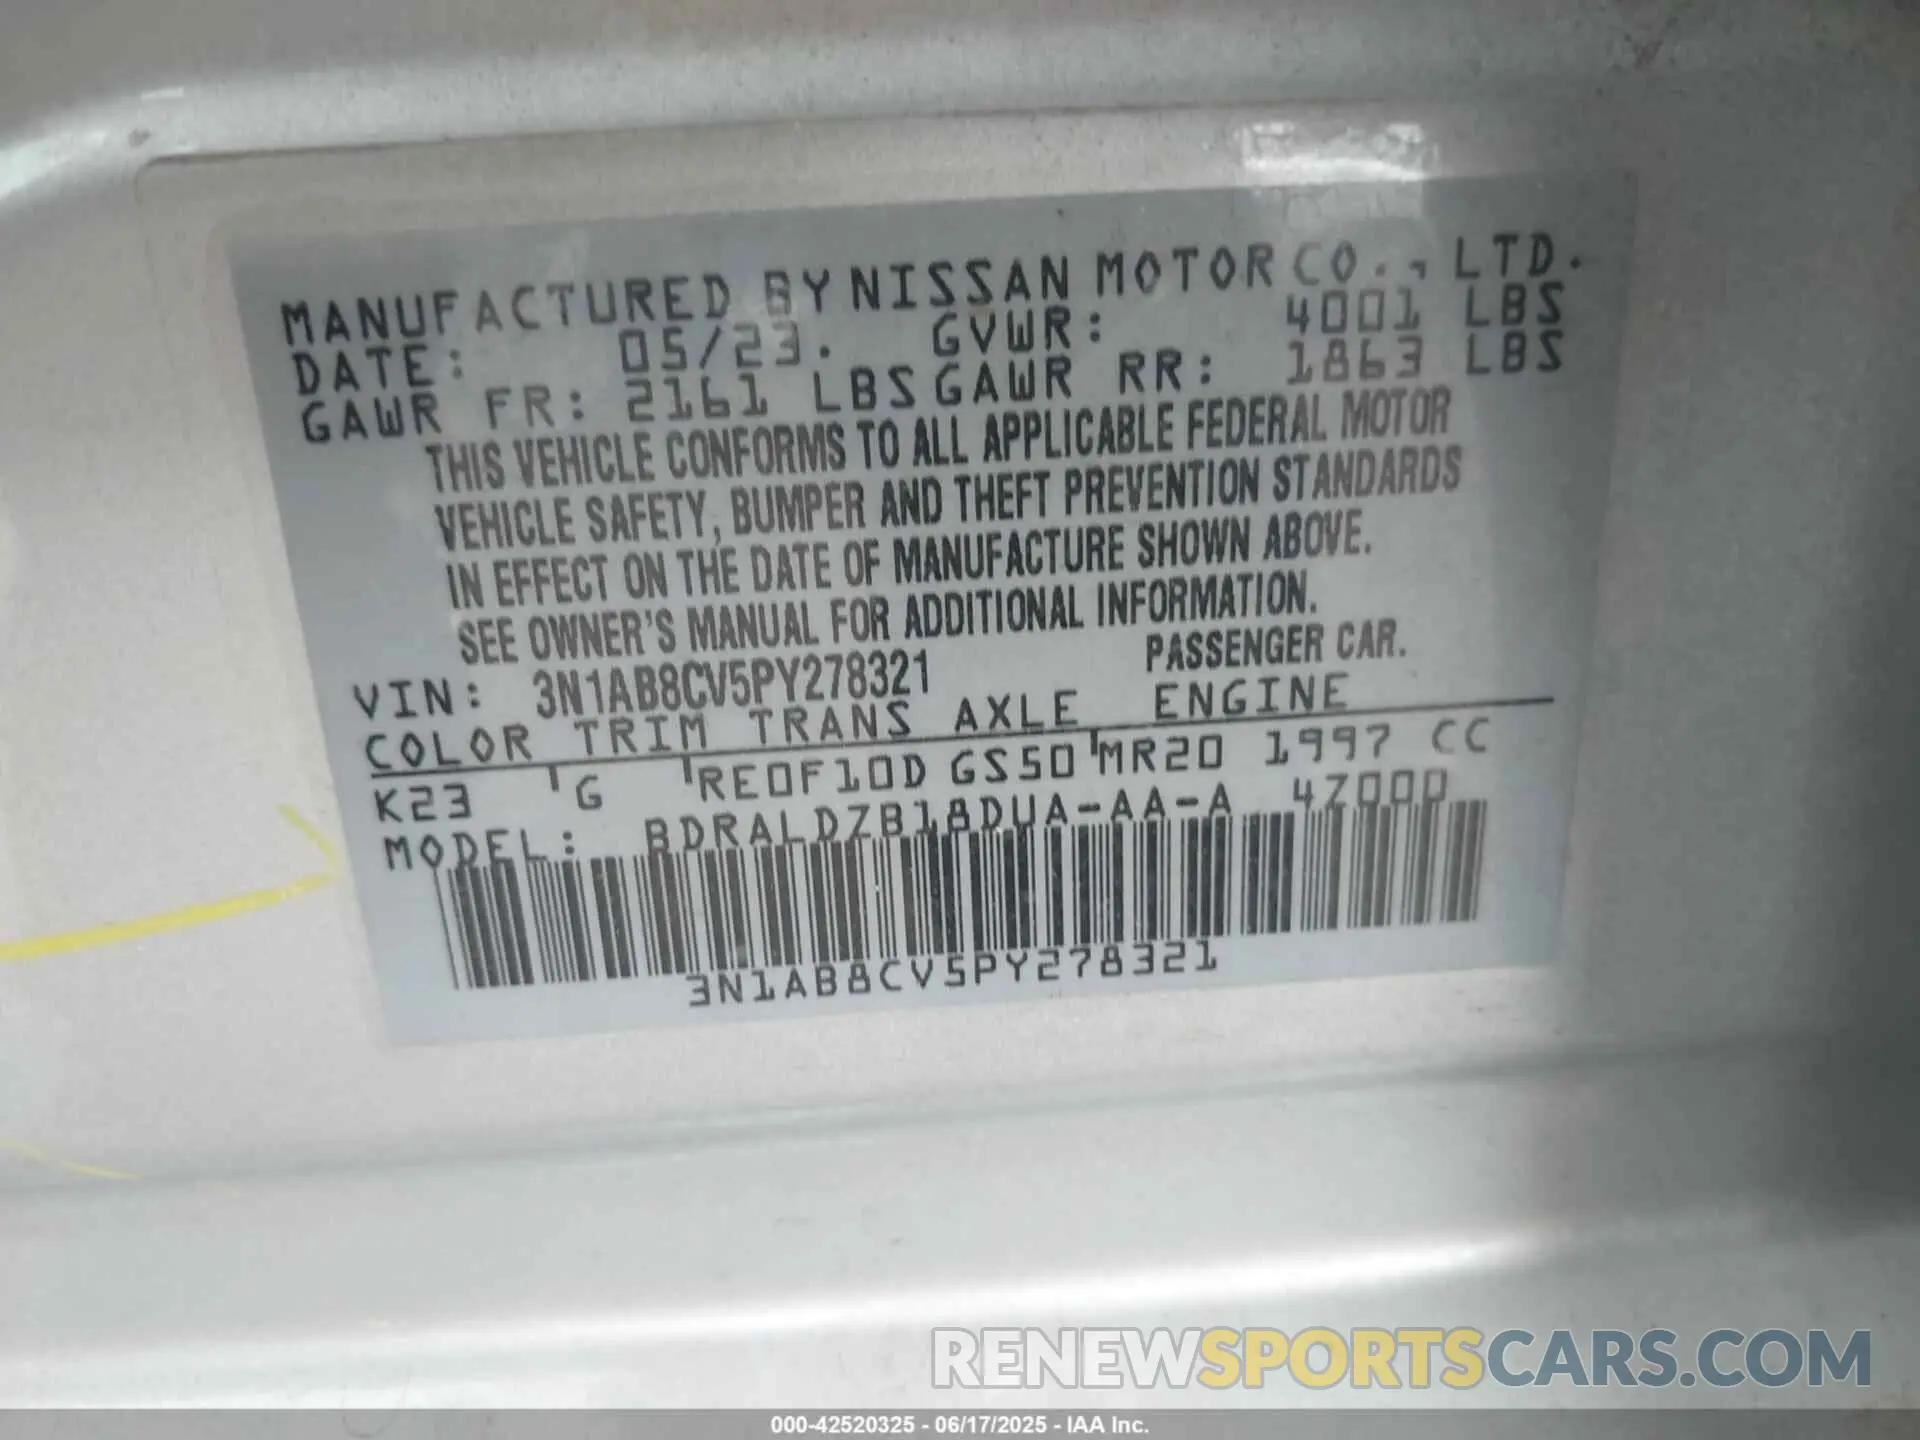 MANUFACTURED BY NISSAN MOTOR CO., LTD.
DATE: 05/23. GVWR: 4001 LBS
GAWR FR: 2161 LBS GAWR RR: 1863 LBS
THIS VEHICLE CONFORMS TO ALL APPLICABLE FEDERAL MOTOR
VEHICLE SAFETY, BUMPER AND THEFT PREVENTION STANDARDS
IN EFFECT ON THE DATE OF MANUFACTURE SHOWN ABOVE.
SEE OWNER'S MANUAL FOR ADDITIONAL INFORMATION.
VIN: 3N1AB8CV5PY278321 PASSENGER CAR.
COLOR TRIM TRANS AXLE ENGINE
K23 G RE0F10D GS50 MR20 1997 CC
MODEL: BDRALDZB18DUA-AA-A 4Z000
3N1AB8CV5PY278321
RENEWSPORTSCARS.COM
000-42520325 - 06/17/2025 - IAA Inc.